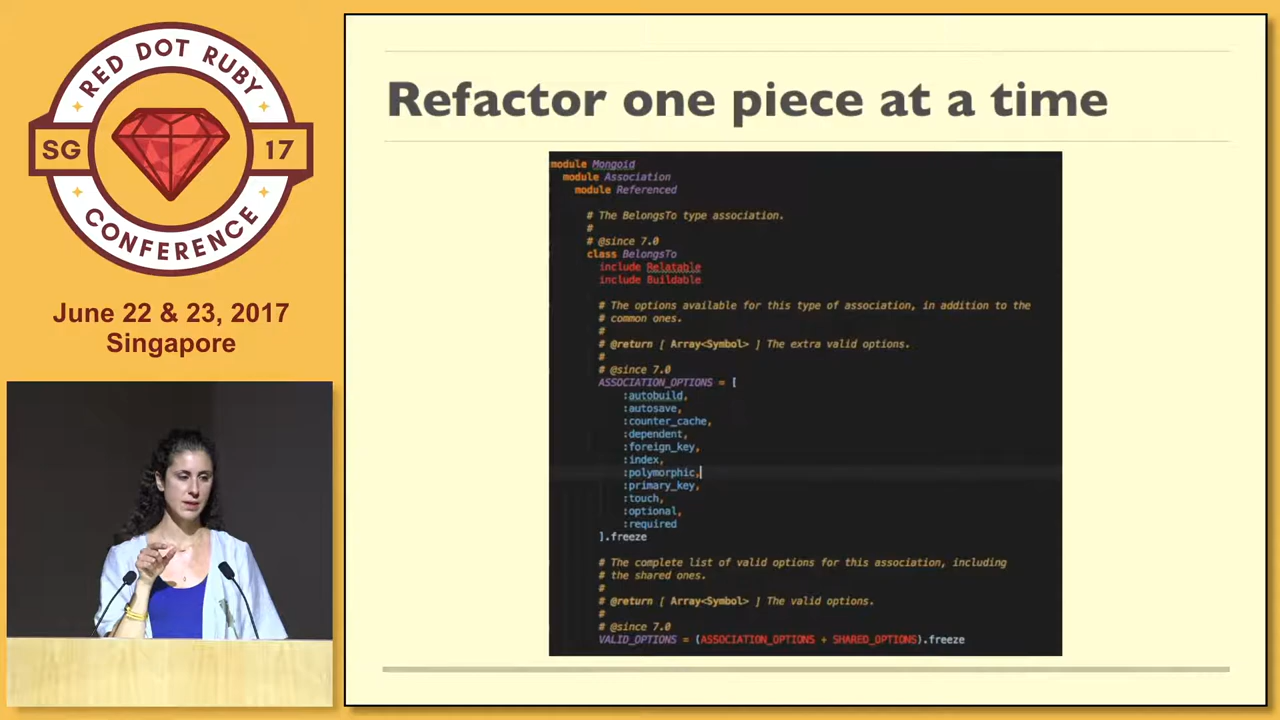 RED DOT RUBY
SG 17
CONFERENCE
June 22 & 23, 2017
Singapore
Refactor one piece at a time
module Mongoid
module Association
module Referenced
# The BelongsTo type association.
#
# @since 7.0
class BelongsTo
include Relatable
include Buildable
# The options available for this type of association, in addition to the
# common ones.
#
# @return [ Array<Symbol> ] The extra valid options.
#
# @since 7.0
ASSOCIATION_OPTIONS = [
:autobuild,
:autosave,
:counter_cache,
:dependent,
:foreign_key,
:index,
:polymorphic,
:primary_key,
:touch,
:optional,
:required
].freeze
# The complete list of valid options for this association, including
# the shared ones.
#
# @return [ Array<Symbol> ] The valid options.
#
# @since 7.0
VALID_OPTIONS = (ASSOCIATION_OPTIONS + SHARED_OPTIONS).freeze